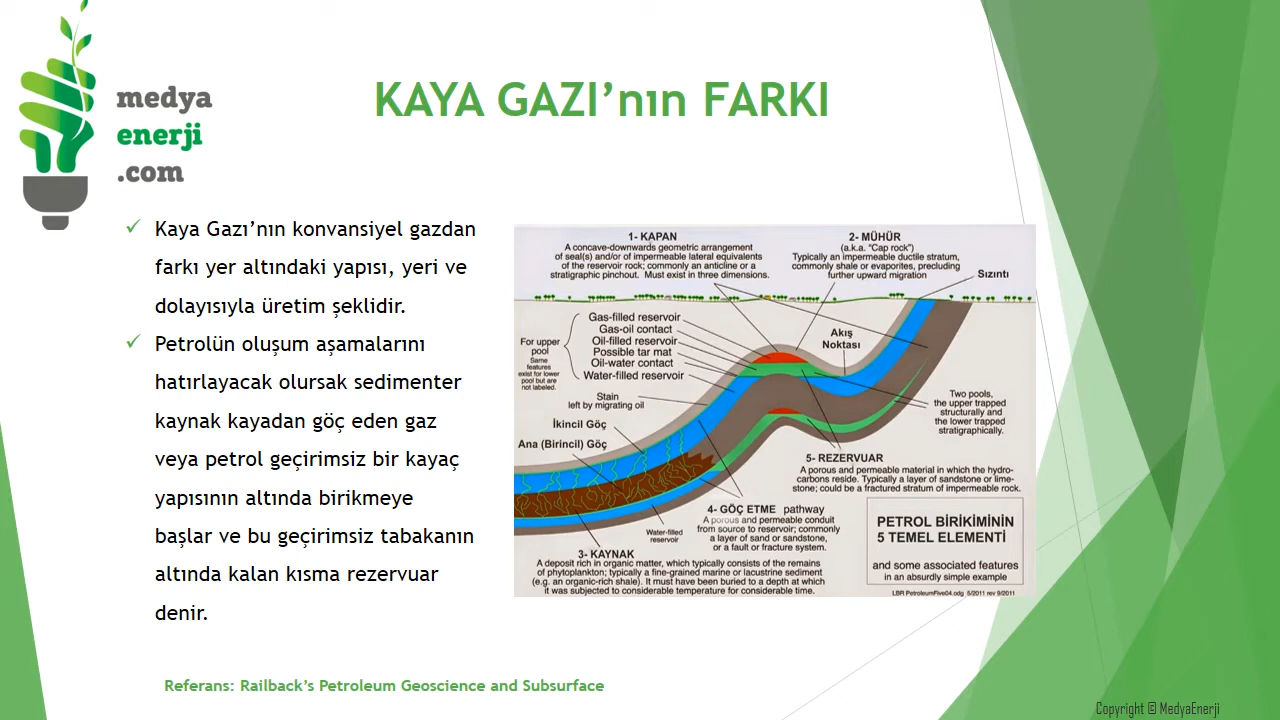 medya
enerji
.com
KAYA GAZI’nın FARKI
✓ Kaya Gazı’nın konvansiyel gazdan
farkı yer altındaki yapısı, yeri ve
dolayısıyla üretim şeklidir.
✓ Petrolün oluşum aşamalarını
hatırlayacak olursak sedimenter
kaynak kayadan göç eden gaz
veya petrol geçirimsiz bir kayaç
yapısının altında birikmeye
başlar ve bu geçirimsiz tabakanın
altında kalan kısma rezervuar
denir.
1- KAPAN
A concave-downwards geometric arrangement
of seal(s) and/or of impermeable lateral equivalents
of the reservoir rock; commonly an anticline or a
stratigraphic pinchout. Must exist in three dimensions.
2- MÜHÜR
(a.k.a. “Cap rock”)
Typically an impermeable ductile stratum,
commonly shale or evaporites, precluding
further upward migration
Sızıntı
Gas-filled reservoir
Gas-oil contact
Oil-filled reservoir
Possible tar mat
Oil-water contact
Water-filled reservoir
For upper
pool
Same
features
exist for lower
pool but are
not labeled.
Akış
Noktası
Stain
left by migrating oil
İkincil Göç
Ana (Birincil) Göç
Two pools,
the upper trapped
structurally and
the lower trapped
stratigraphically.
5- REZERVUAR
A porous and permeable material in which the hydro-
carbons reside. Typically a layer of sandstone or lime-
stone; could be a fractured stratum of impermeable rock.
4- GÖÇ ETME pathway
A porous and permeable conduit
from source to reservoir; commonly
a layer of sand or sandstone,
or a fault or fracture system.
Water-filled
reservoir
3- KAYNAK
A deposit rich in organic matter, which typically consists of the remains
of phytoplankton; typically a fine-grained marine or lacustrine sediment
(e.g. an organic-rich shale). It must have been buried to a depth at which
it was subjected to considerable temperature for considerable time.
PETROL BİRİKİMİNİN
5 TEMEL ELEMENTİ
and some associated features
in an absurdly simple example
LBR PetroleumFive04.odg 5/2011 rev 9/2011
Referans: Railback’s Petroleum Geoscience and Subsurface
Copyright © MedyaEnerji